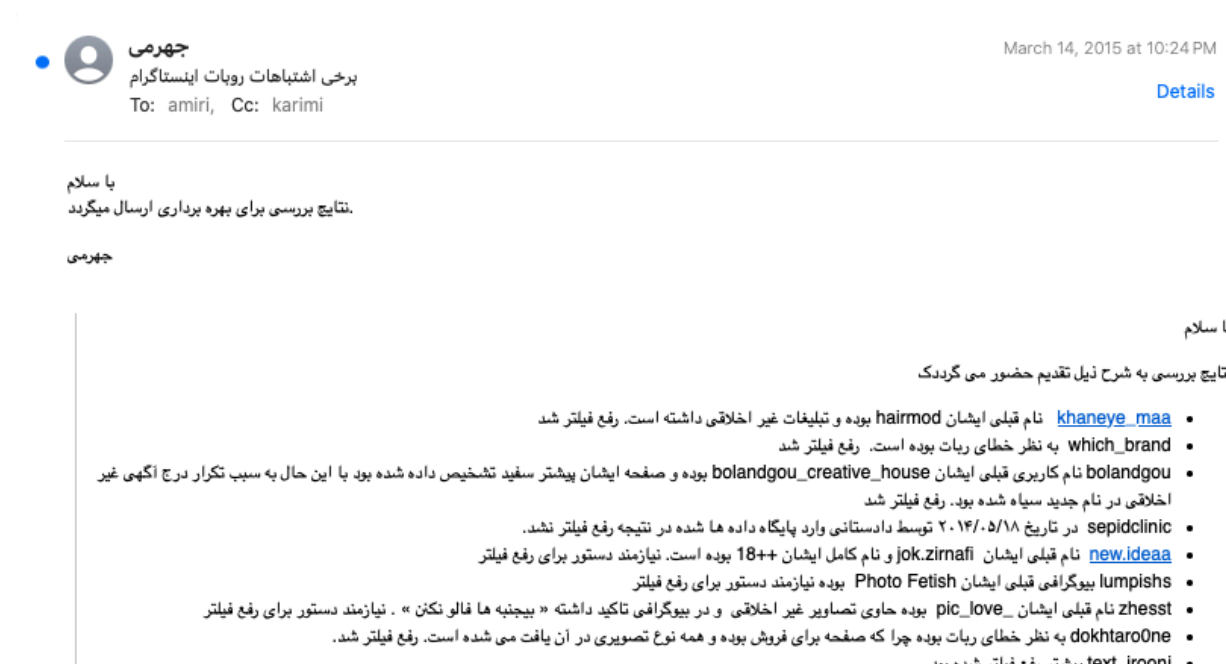 جهرمی
March 14, 2015 at 10:24 PM
برخی اشتباهات روبات اینستاگرام
Details
To: amiri, Cc: karimi
با سلام
نتایج بررسی برای بهره برداری ارسال میگردد.
جهرمی
ا سلام
تایج بررسی به شرح ذیل تقدیم حضور می گرددک
khaneye_maa نام قبلی ایشان hairmod بوده و تبلیغات غیر اخلاقی داشته است. رفع فیلتر شد
which_brand به نظر خطای ربات بوده است. رفع فیلتر شد
bolandgou نام کاربری قبلی ایشان bolandgou_creative_house بوده و صفحه ایشان پیشتر سفید تشخیص داده شده بود با این حال به سبب تکرار درج آگهی غیر
اخلاقی در نام جدید سیاه شده بود. رفع فیلتر شد
sepidclinic در تاریخ ۲۰۱۴/۰۵/۱۸ توسط دادستانی وارد پایگاه داده ها شده در نتیجه رفع فیلتر نشد.
new.ideaa نام قبلی ایشان jok.zirnafi و نام کامل ایشان ++18 بوده است. نیازمند دستور برای رفع فیلتر
lumpishs بیوگرافی قبلی ایشان Photo Fetish بوده نیازمند دستور برای رفع فیلتر
zhesst نام قبلی ایشان _pic_love بوده حاوی تصاویر غیر اخلاقی و در بیوگرافی تاکید داشته « بیجنبه ها فالو نکنن » . نیازمند دستور برای رفع فیلتر
dokhtaro0ne به نظر خطای ربات بوده چرا که صفحه برای فروش بوده و همه نوع تصویری در آن یافت می شده است. رفع فیلتر شد.
text_irooni پیشتر رفع فیلتر شده بود